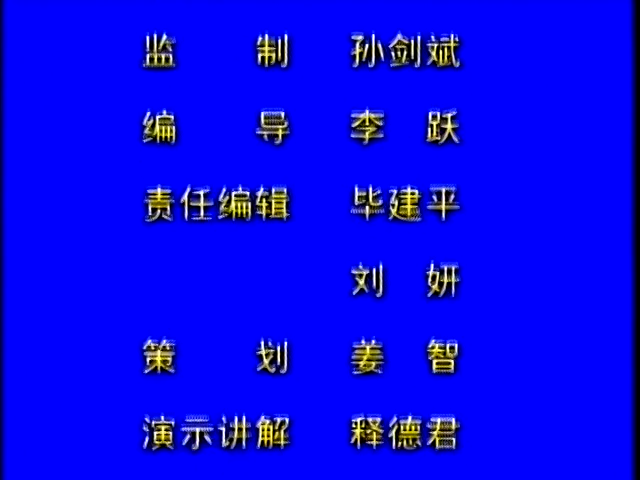 监 制 孙剑斌
编 导 李 跃
责任编辑 毕建平
刘 妍
策 划 姜 智
演示讲解 释德君